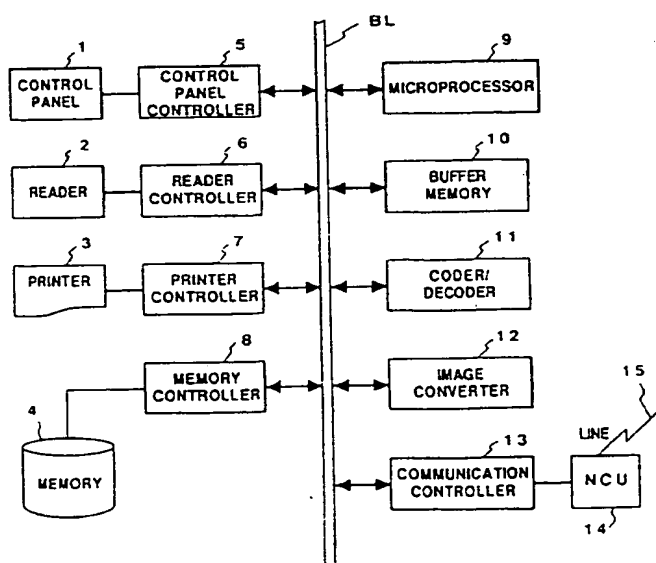 BL
1
CONTROL
PANEL
5
CONTROL
PANEL
CONTROLLER
9
MICROPROCESSOR
2
READER
6
READER
CONTROLLER
10
BUFFER
MEMORY
3
PRINTER
7
PRINTER
CONTROLLER
11
CODER/
DECODER
8
MEMORY
CONTROLLER
12
IMAGE
CONVERTER
4
MEMORY
13
COMMUNICATION
CONTROLLER
15
LINE
NCU
14